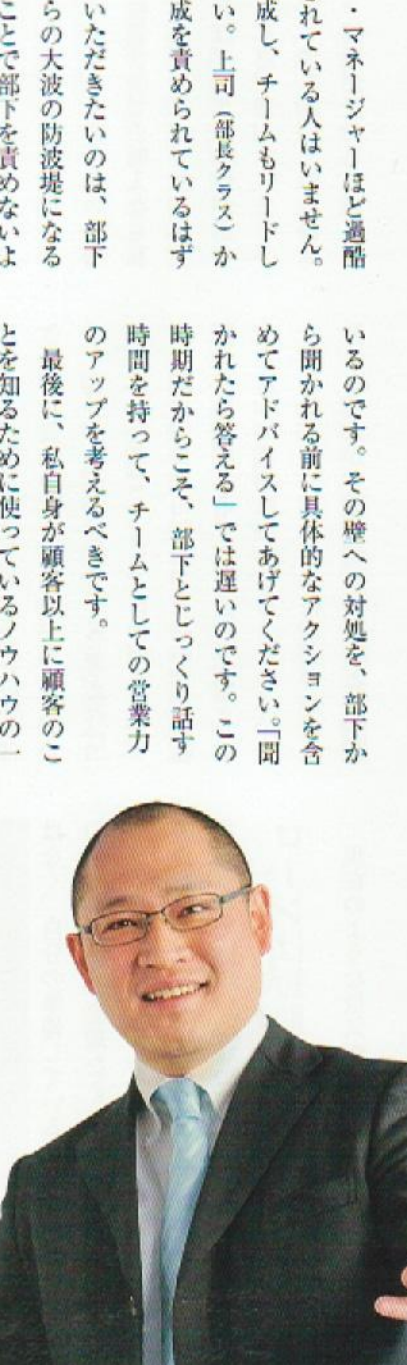 ・マネージャーほど過酷
れている人はいません。
成し、チームもリードし
い。上司（部長クラス）か
成を責められているはず
いただきたいのは、部下
らの大波の防波堤になる
ことで部下を責めないよ
いるのです。その壁への対処を、部下か
ら聞かれる前に具体的なアクションを含
めてアドバイスしてあげてください。「聞
かれたら答える」では遅いのです。この
時期だからこそ、部下とじっくり話す
時間を持って、チームとしての営業力
のアップを考えるべきです。
最後に、私自身が顧客以上に顧客のこ
とを知るために使っているノウハウの一